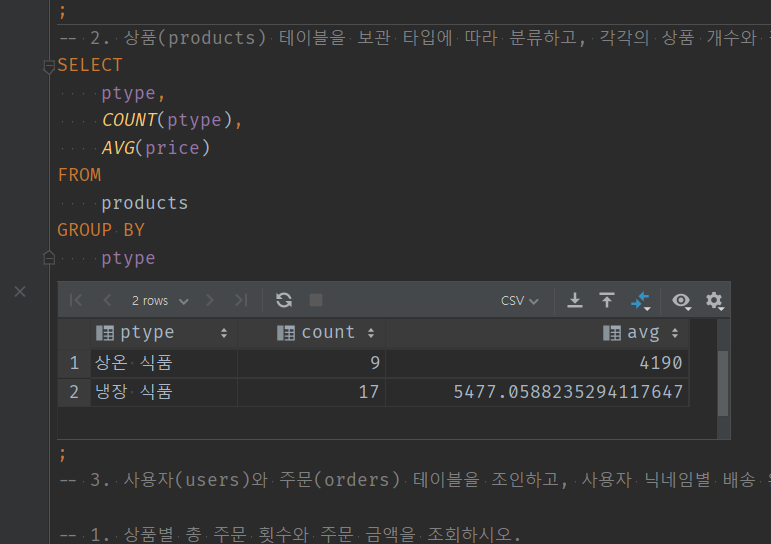 ;
-- 2. 상품(products) 테이블을 보관 타입에 따라 분류하고, 각각의 상품 개수와
SELECT
ptype,
COUNT(ptype),
AVG(price)
FROM
products
GROUP BY
ptype
2 rows CSV
ptype count avg
1 상온 식품 9 4190
2 냉장 식품 17 5477.0588235294117647
;
-- 3. 사용자(users)와 주문(orders) 테이블을 조인하고, 사용자 닉네임별 배송
-- 1. 상품별 총 주문 횟수와 주문 금액을 조회하시오.